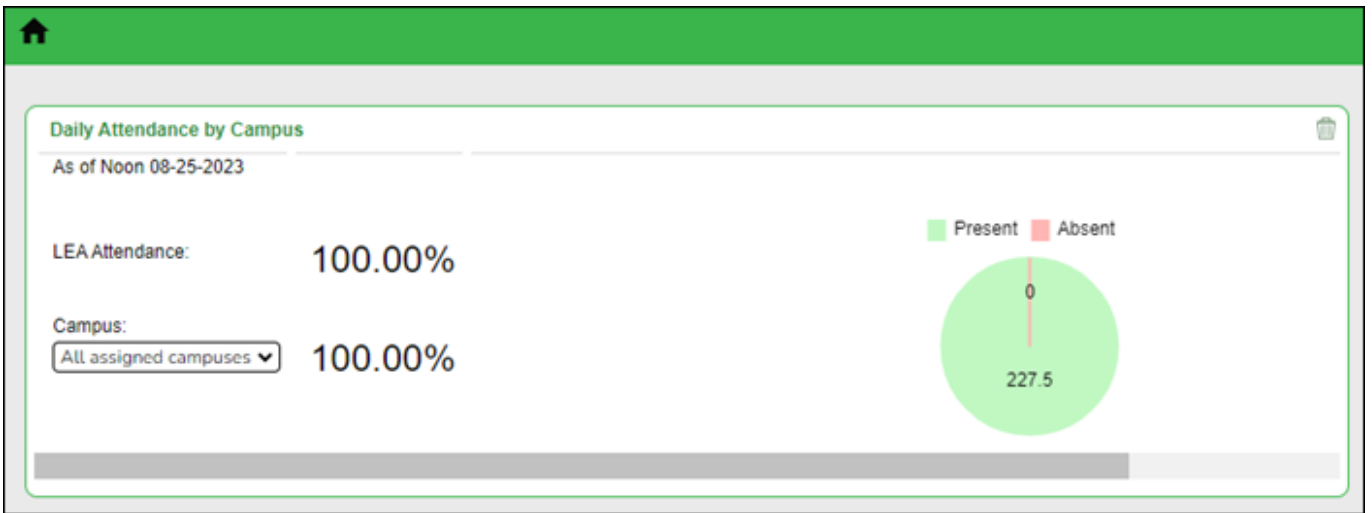 Daily Attendance by Campus
As of Noon 08-25-2023
LEA Attendance:
100.00%
Campus:
All assigned campuses
100.00%
Present Absent
0
227.5